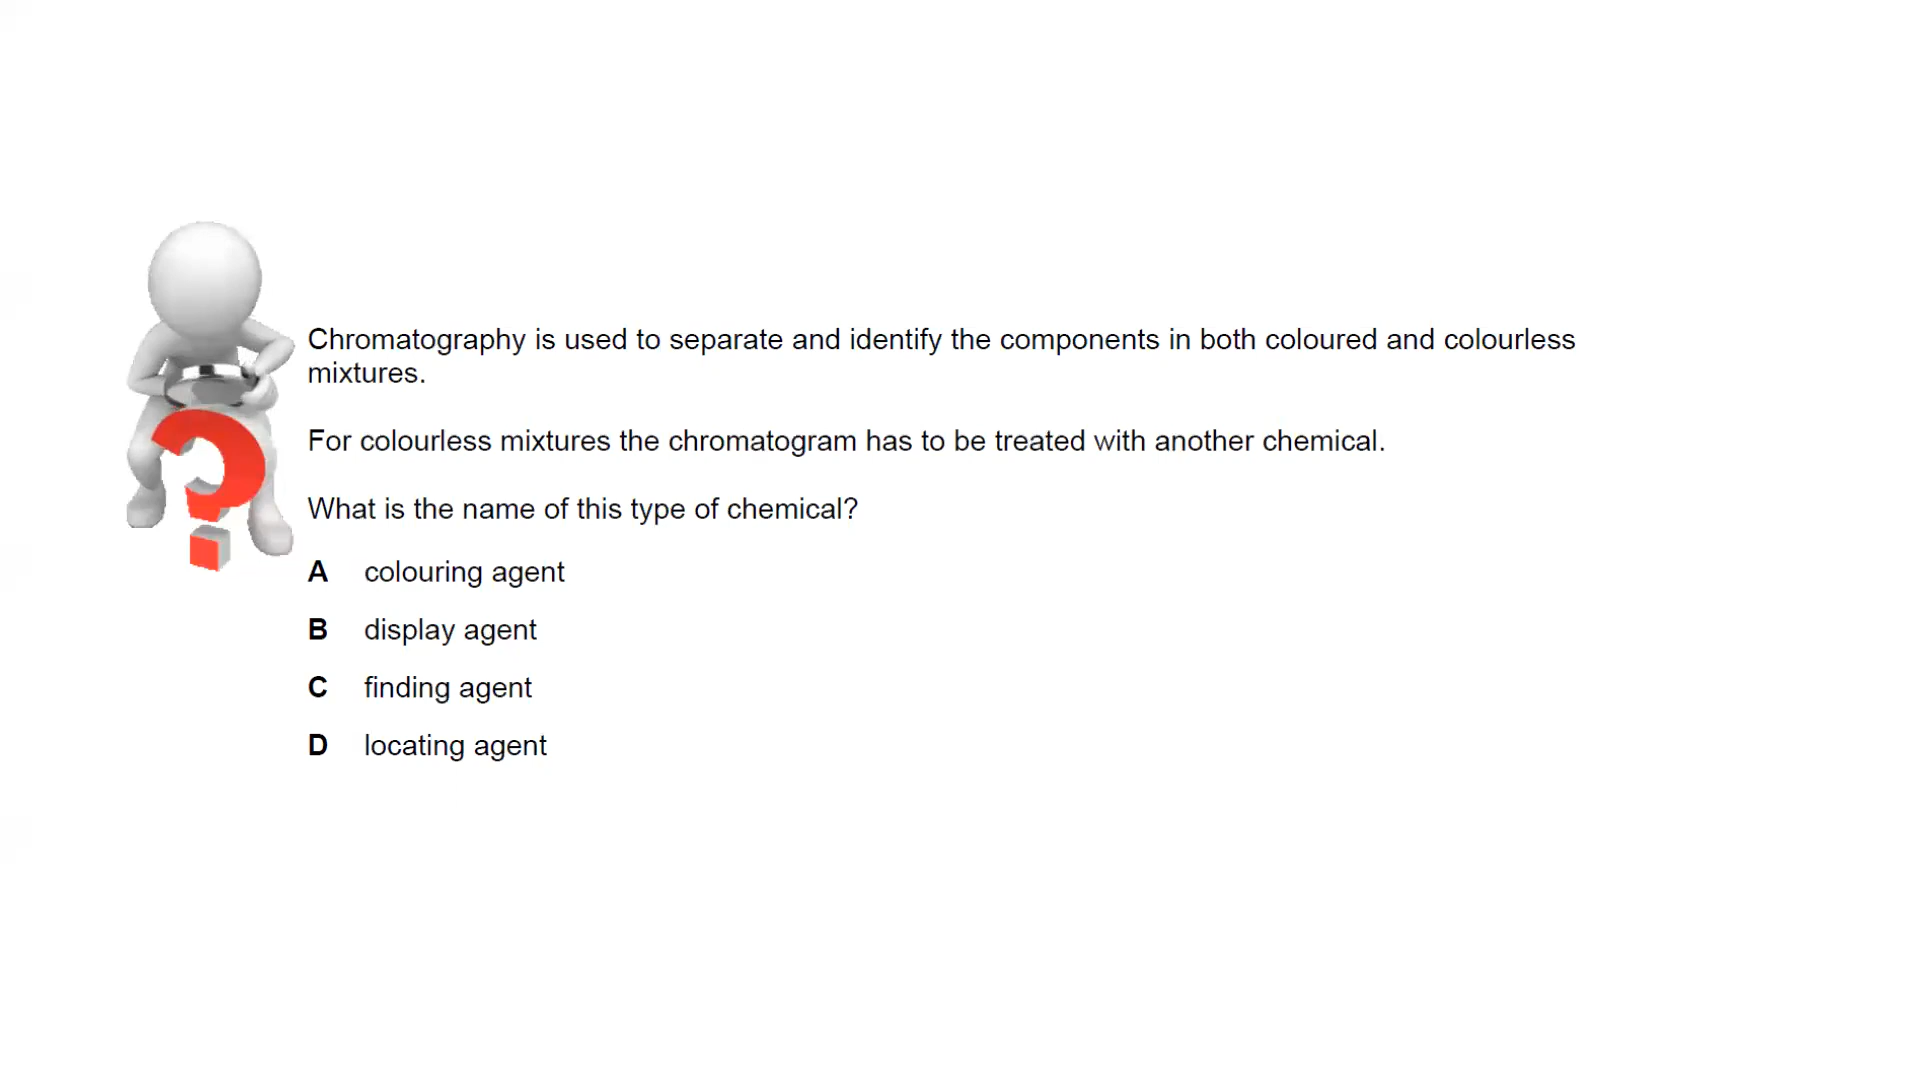 Chromatography is used to separate and identify the components in both coloured and colourless
mixtures.
For colourless mixtures the chromatogram has to be treated with another chemical.
What is the name of this type of chemical?
A colouring agent
B display agent
C finding agent
D locating agent